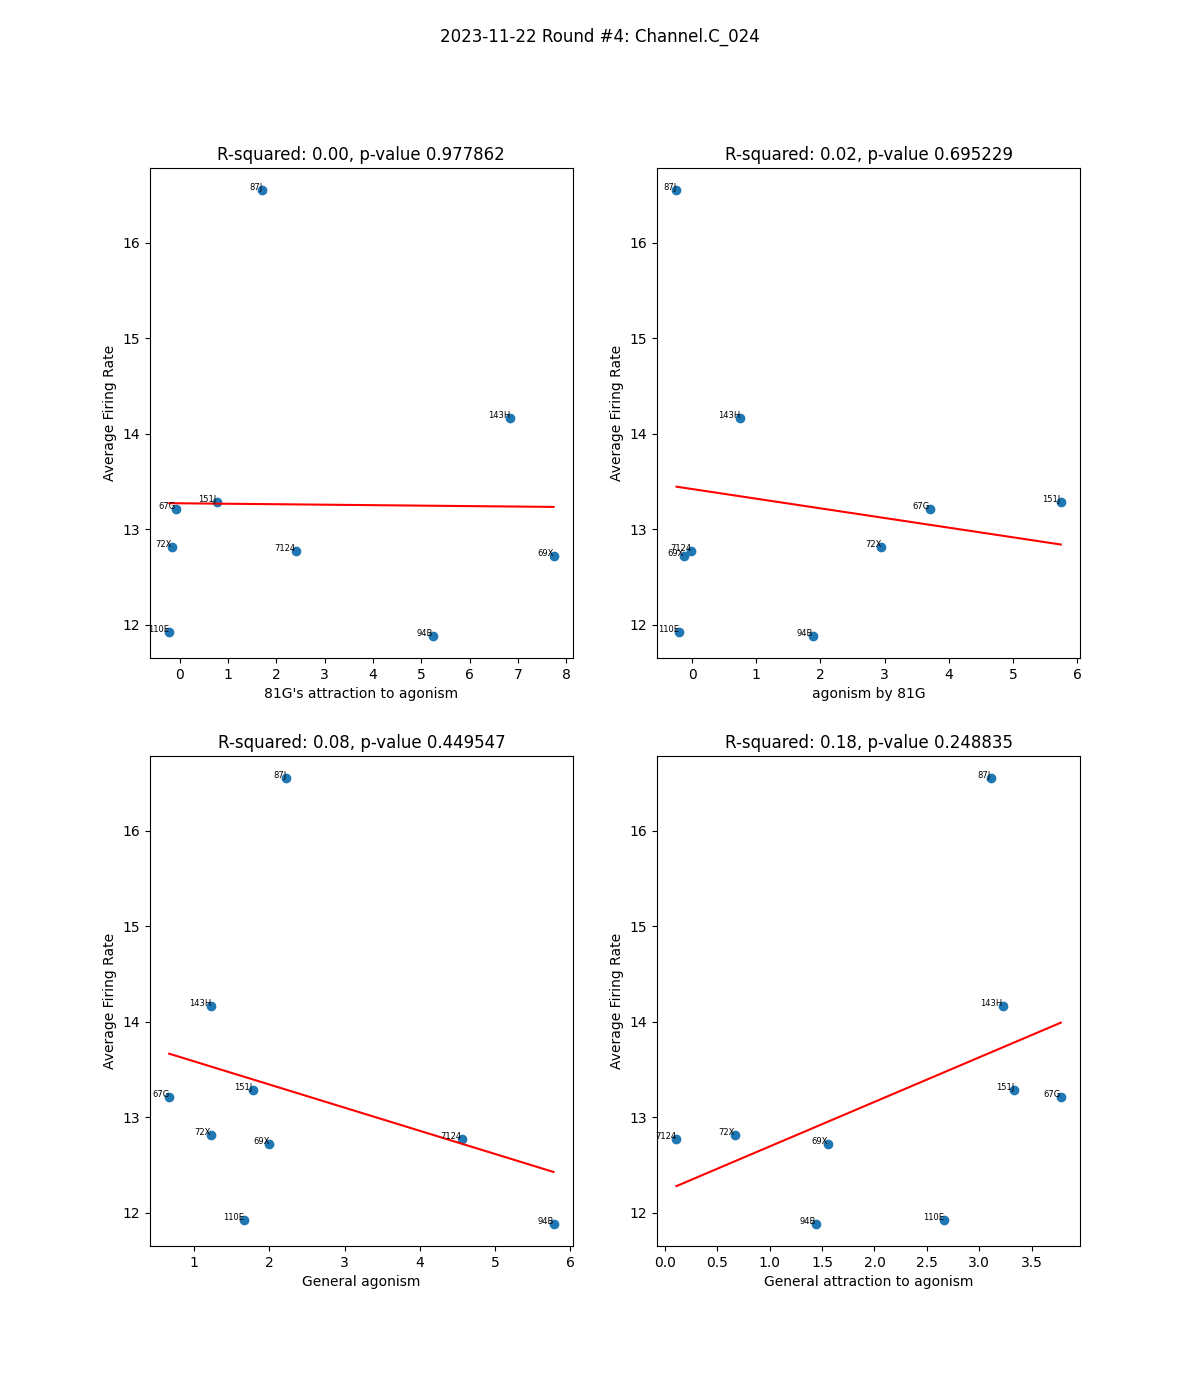 2023-11-22 Round #4: Channel.C_024
R-squared: 0.00, p-value 0.977862
Average Firing Rate
16
15
14
13
12
87J
143H
151J
67G
72X
7124
69X
110E
94B
0 1 2 3 4 5 6 7 8
81G's attraction to agonism
R-squared: 0.02, p-value 0.695229
Average Firing Rate
16
15
14
13
12
87J
143H
151J
67G
72X
7124
69X
110E
94B
0 1 2 3 4 5 6
agonism by 81G
R-squared: 0.08, p-value 0.449547
Average Firing Rate
16
15
14
13
12
87J
143H
151J
67G
72X
7124
69X
110E
94B
1 2 3 4 5 6
General agonism
R-squared: 0.18, p-value 0.248835
Average Firing Rate
16
15
14
13
12
87J
143H
151J
67G
7124
72X
69X
110E
94B
0.0 0.5 1.0 1.5 2.0 2.5 3.0 3.5
General attraction to agonism